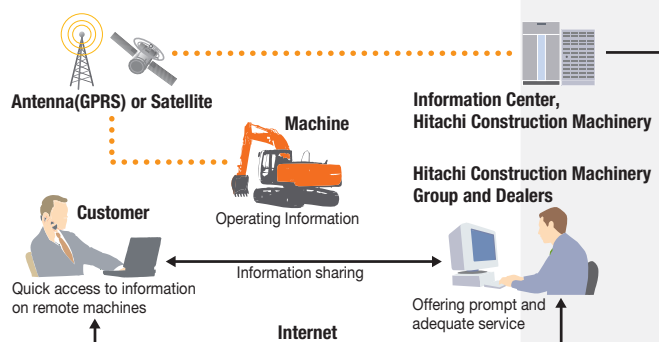 Antenna(GPRS) or Satellite
Information Center,
Hitachi Construction Machinery
Machine
Operating Information
Hitachi Construction Machinery
Group and Dealers
Customer
Information sharing
Quick access to information
on remote machines
Offering prompt and
adequate service
Internet